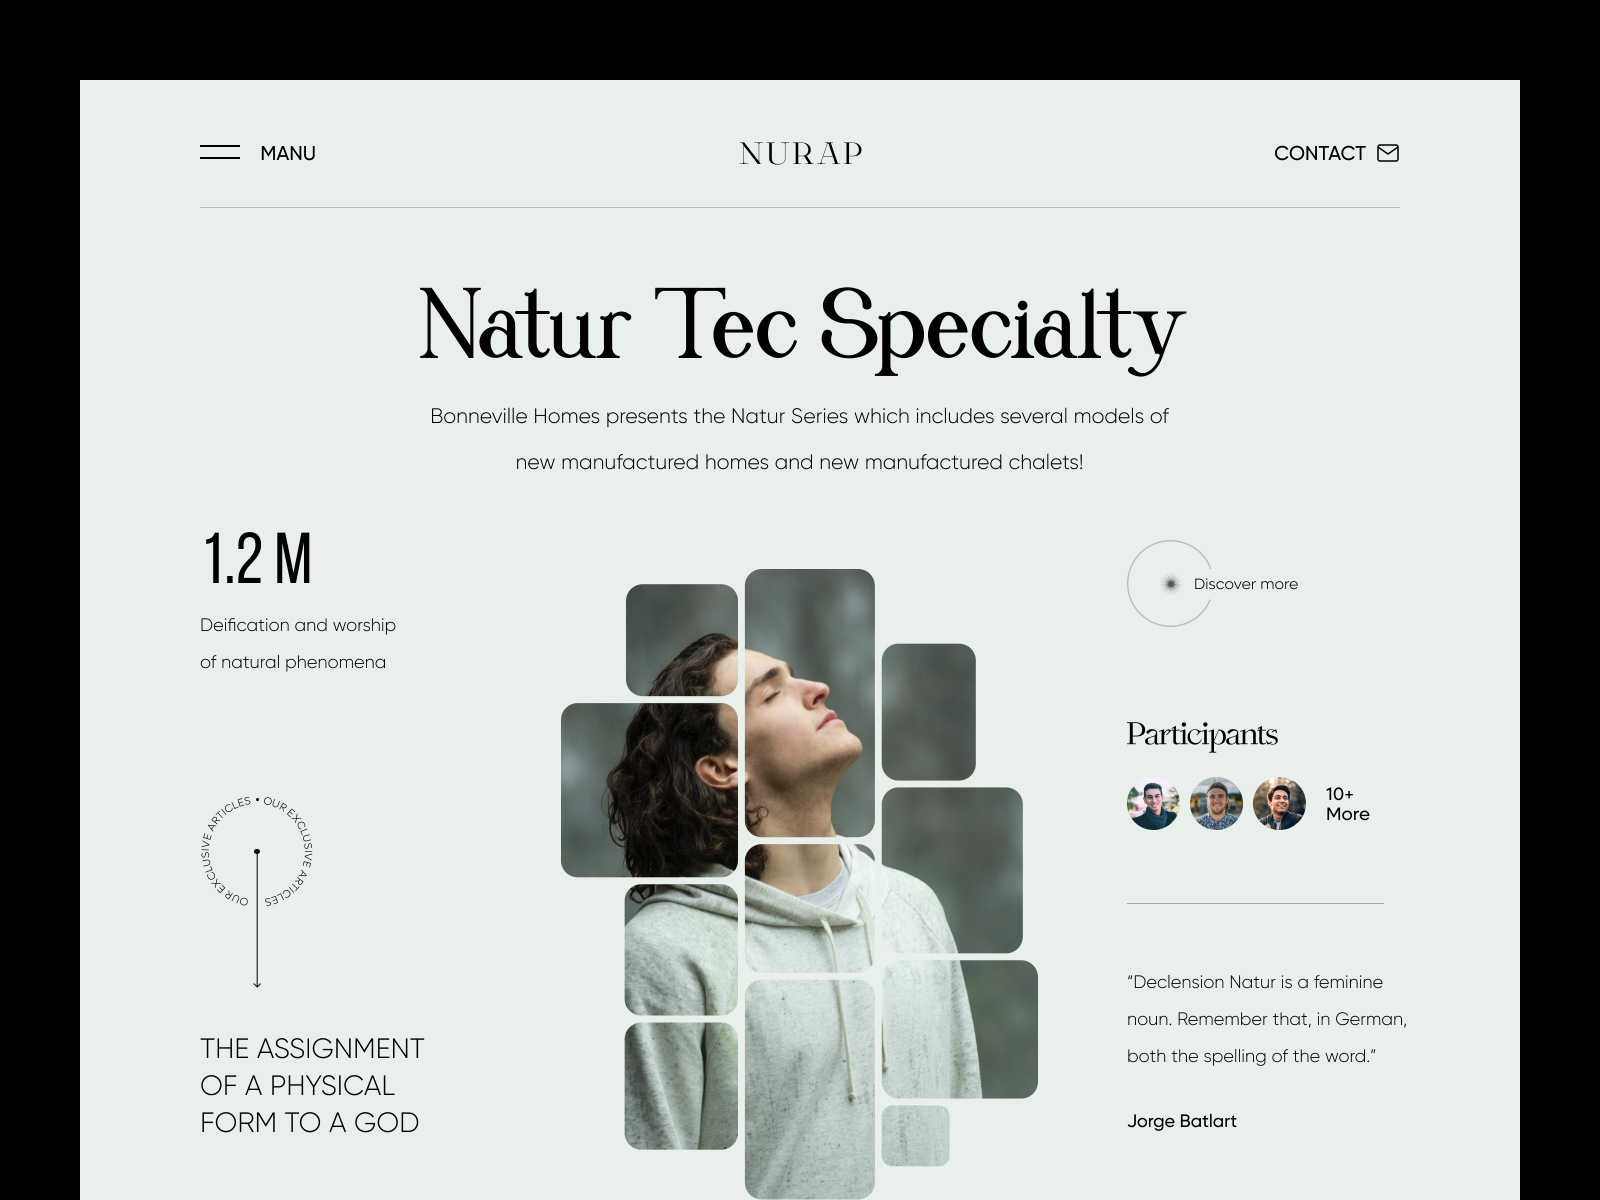 MANU
NURAP
CONTACT
Natur Tec Specialty
Bonneville Homes presents the Natur Series which includes several models of
new manufactured homes and new manufactured chalets!
1.2 M
Deification and worship
of natural phenomena
Discover more
Participants
10+
More
OUR EXCLUSIVE ARTICLES • OUR EXCLUSIVE ARTICLES
THE ASSIGNMENT
OF A PHYSICAL
FORM TO A GOD
“Declension Natur is a feminine
noun. Remember that, in German,
both the spelling of the word.”
Jorge Batlart